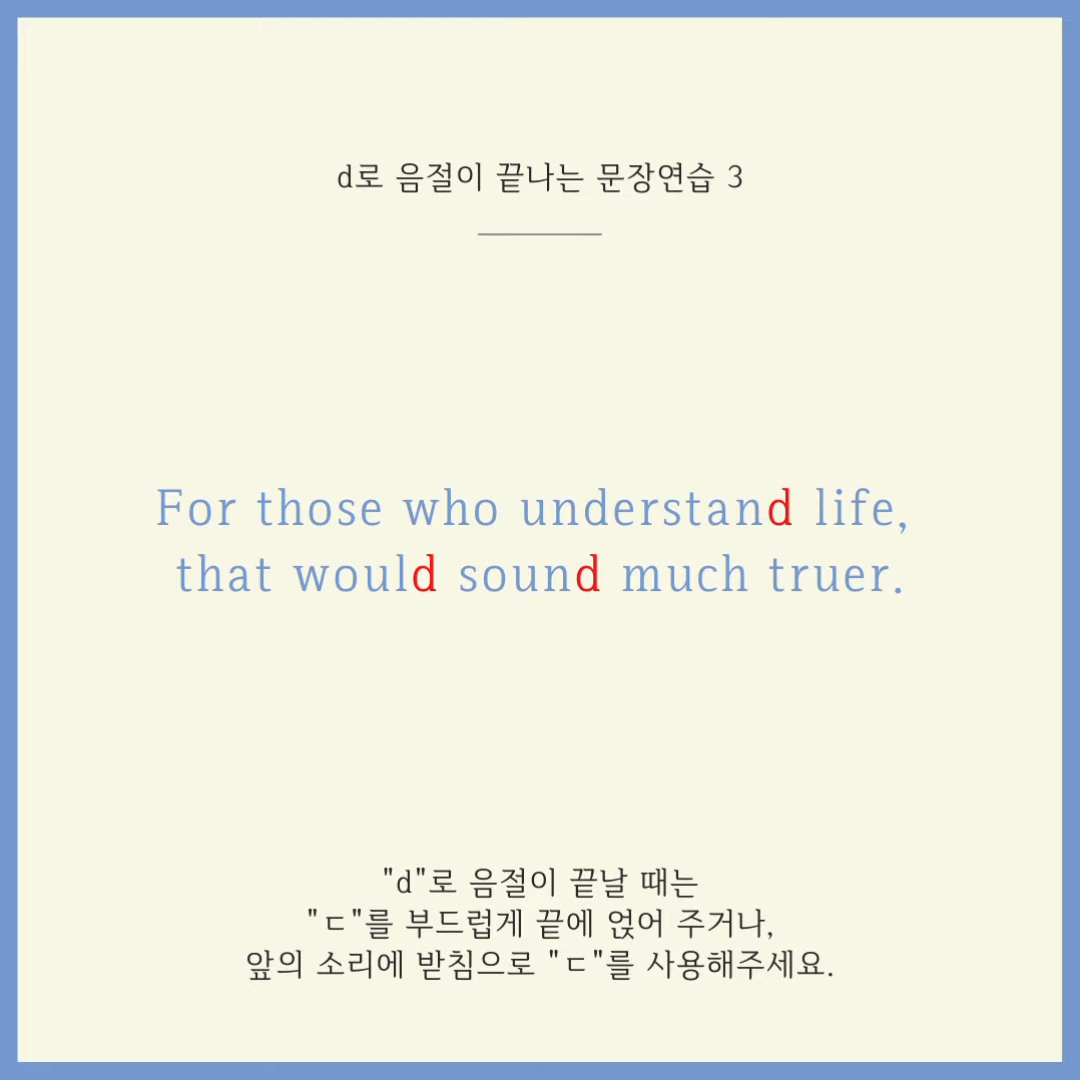 d로 음절이 끝나는 문장연습 3
For those who understand life,
that would sound much truer.
"d"로 음절이 끝날 때는
"ㄷ"를 부드럽게 끝에 얹어 주거나,
앞의 소리에 받침으로 "ㄷ"를 사용해주세요.